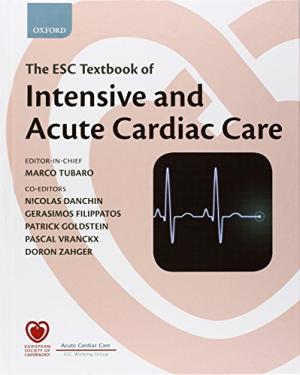 OXFORD
The ESC Textbook of
Intensive and
Acute Cardiac Care
EDITOR-IN-CHIEF
MARCO TUBARO
CO-EDITORS
NICOLAS DANCHIN
GERASIMOS FILIPPATOS
PATRICK GOLDSTEIN
PASCAL VRANCKX
DORON ZAHGER
EUROPEAN
SOCIETY OF
CARDIOLOGY
Acute Cardiac Care
ESC Working Group